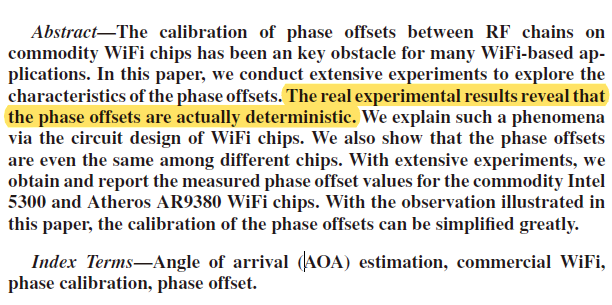 Abstract—The calibration of phase offsets between RF chains on
commodity WiFi chips has been an key obstacle for many WiFi-based ap-
plications. In this paper, we conduct extensive experiments to explore the
characteristics of the phase offsets. The real experimental results reveal that
the phase offsets are actually deterministic. We explain such a phenomena
via the circuit design of WiFi chips. We also show that the phase offsets
are even the same among different chips. With extensive experiments, we
obtain and report the measured phase offset values for the commodity Intel
5300 and Atheros AR9380 WiFi chips. With the observation illustrated in
this paper, the calibration of the phase offsets can be simplified greatly.
Index Terms—Angle of arrival (AOA) estimation, commercial WiFi,
phase calibration, phase offset.